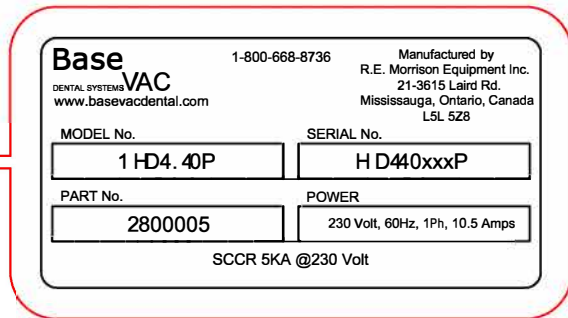 Base
DENTAL SYSTEMS VAC
www.basevacdental.com
1-800-668-8736
Manufactured by
R.E. Morrison Equipment Inc.
21-3615 Laird Rd.
Mississauga, Ontario, Canada
L5L 5Z8
MODEL No.
1 HD4. 40P
SERIAL No.
H D440xxxP
PART No.
2800005
POWER
230 Volt, 60Hz, 1Ph, 10.5 Amps
SCCR 5KA @230 Volt